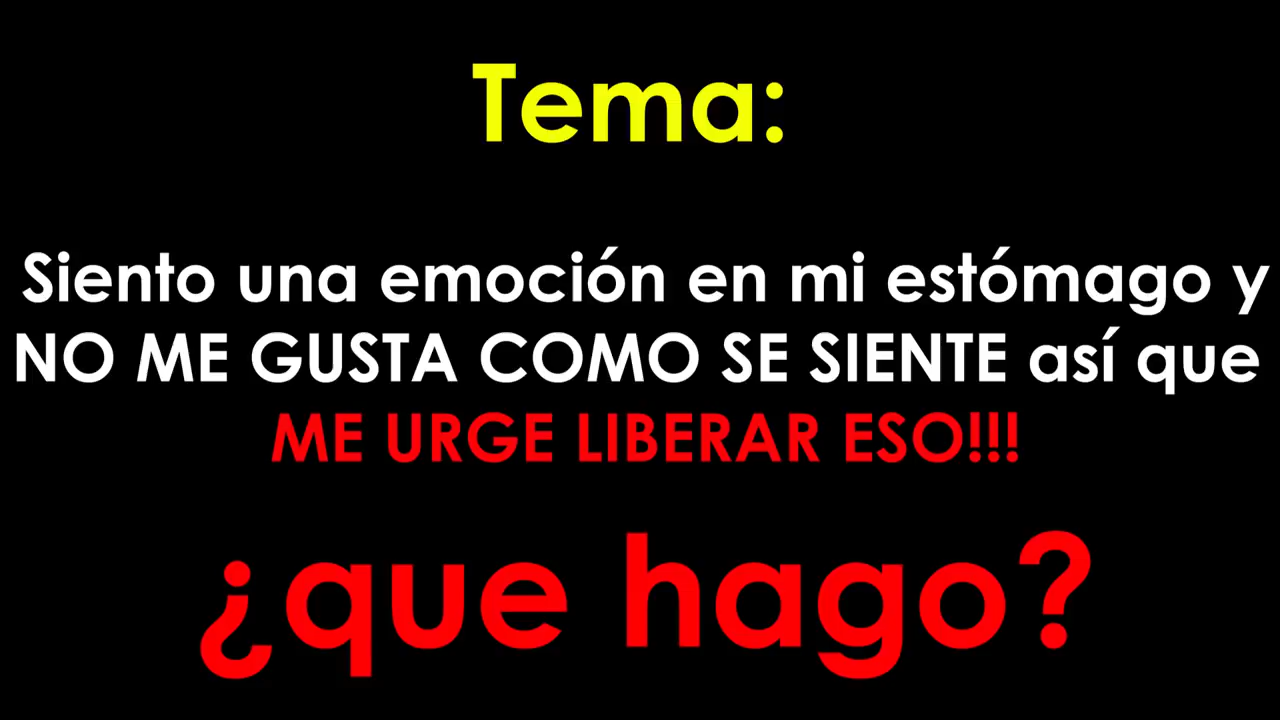 Tema:
Siento una emoción en mi estómago y
NO ME GUSTA COMO SE SIENTE así que
ME URGE LIBERAR ESO!!!
¿que hago?